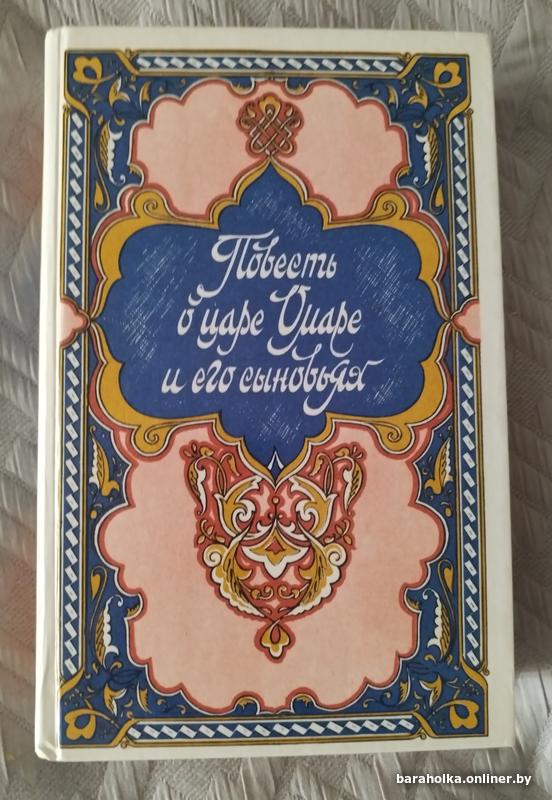 Повесть
о царе Омаре
и его сыновьях
baraholka.onliner.by